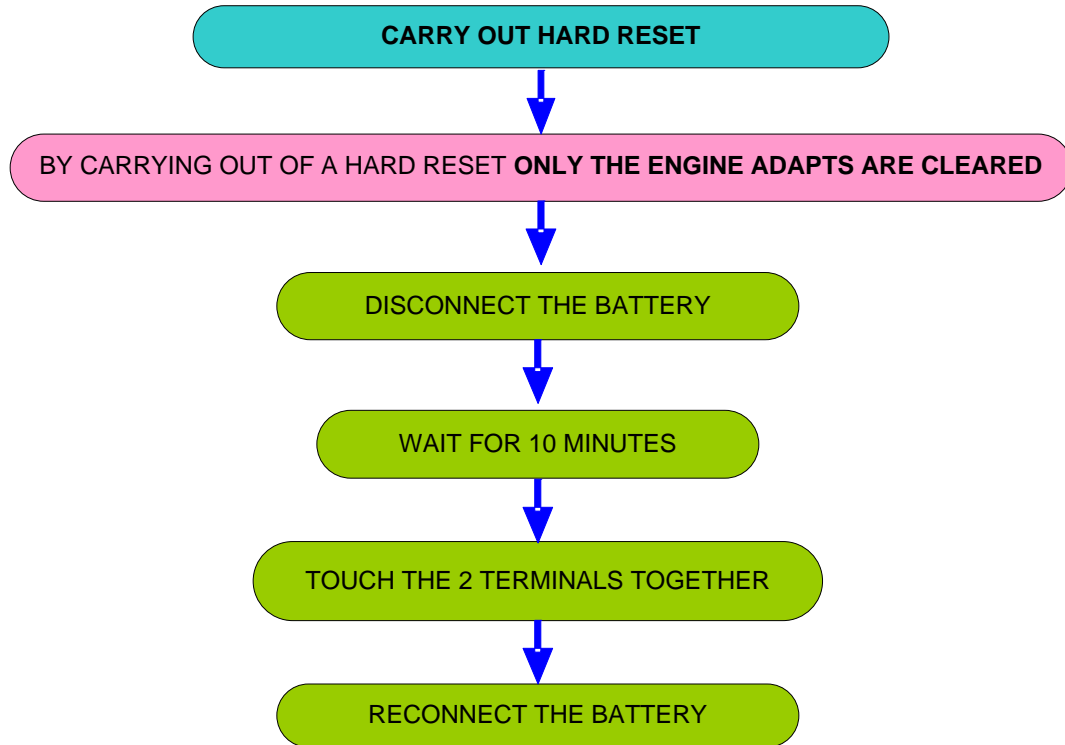 CARRY OUT HARD RESET
BY CARRYING OUT OF A HARD RESET ONLY THE ENGINE ADAPTS ARE CLEARED
DISCONNECT THE BATTERY
WAIT FOR 10 MINUTES
TOUCH THE 2 TERMINALS TOGETHER
RECONNECT THE BATTERY